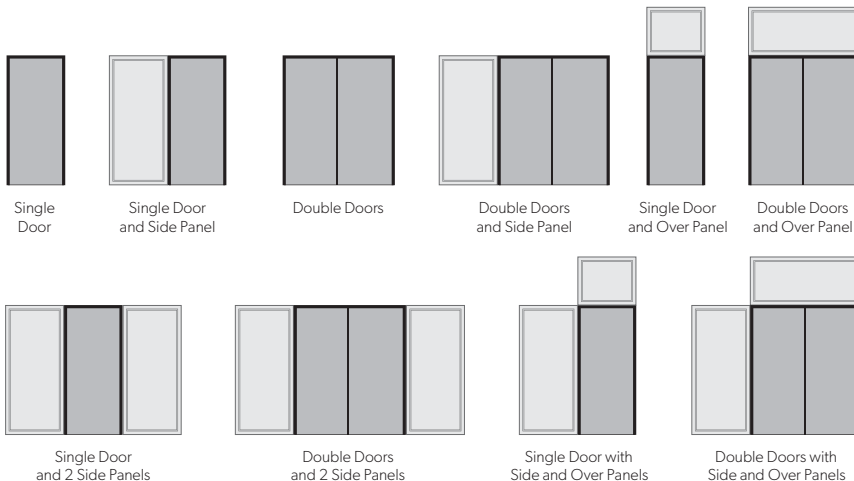 Single
Door
Single Door
and Side Panel
Double Doors
Double Doors
and Side Panel
Single Door
and Over Panel
Double Doors
and Over Panel
Single Door
and 2 Side Panels
Double Doors
and 2 Side Panels
Single Door with
Side and Over Panels
Double Doors with
Side and Over Panels